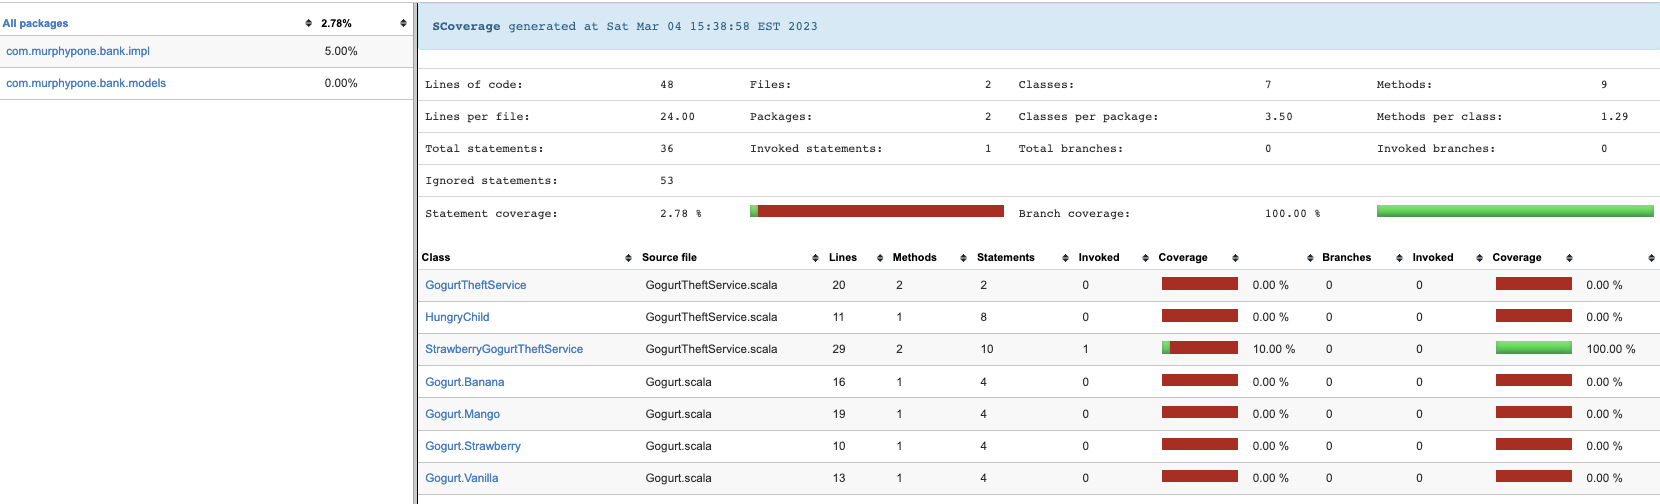 All packages 2.78%
com.murphypone.bank.impl 5.00%
com.murphypone.bank.models 0.00%
SCoverage generated at Sat Mar 04 15:38:58 EST 2023
Lines of code: 48 Files: 2 Classes: 7 Methods: 9
Lines per file: 24.00 Packages: 2 Classes per package: 3.50 Methods per class: 1.29
Total statements: 36 Invoked statements: 1 Total branches: 0 Invoked branches: 0
Ignored statements: 53
Statement coverage: 2.78 % Branch coverage: 100.00 %
Class Source file Lines Methods Statements Invoked Coverage Branches Invoked Coverage
GogurtTheftService GogurtTheftService.scala 20 2 2 0 0.00 % 0 0 0.00 %
HungryChild GogurtTheftService.scala 11 1 8 0 0.00 % 0 0 0.00 %
StrawberryGogurtTheftService GogurtTheftService.scala 29 2 10 1 10.00 % 0 0 100.00 %
Gogurt.Banana Gogurt.scala 16 1 4 0 0.00 % 0 0 0.00 %
Gogurt.Mango Gogurt.scala 19 1 4 0 0.00 % 0 0 0.00 %
Gogurt.Strawberry Gogurt.scala 10 1 4 0 0.00 % 0 0 0.00 %
Gogurt.Vanilla Gogurt.scala 13 1 4 0 0.00 % 0 0 0.00 %